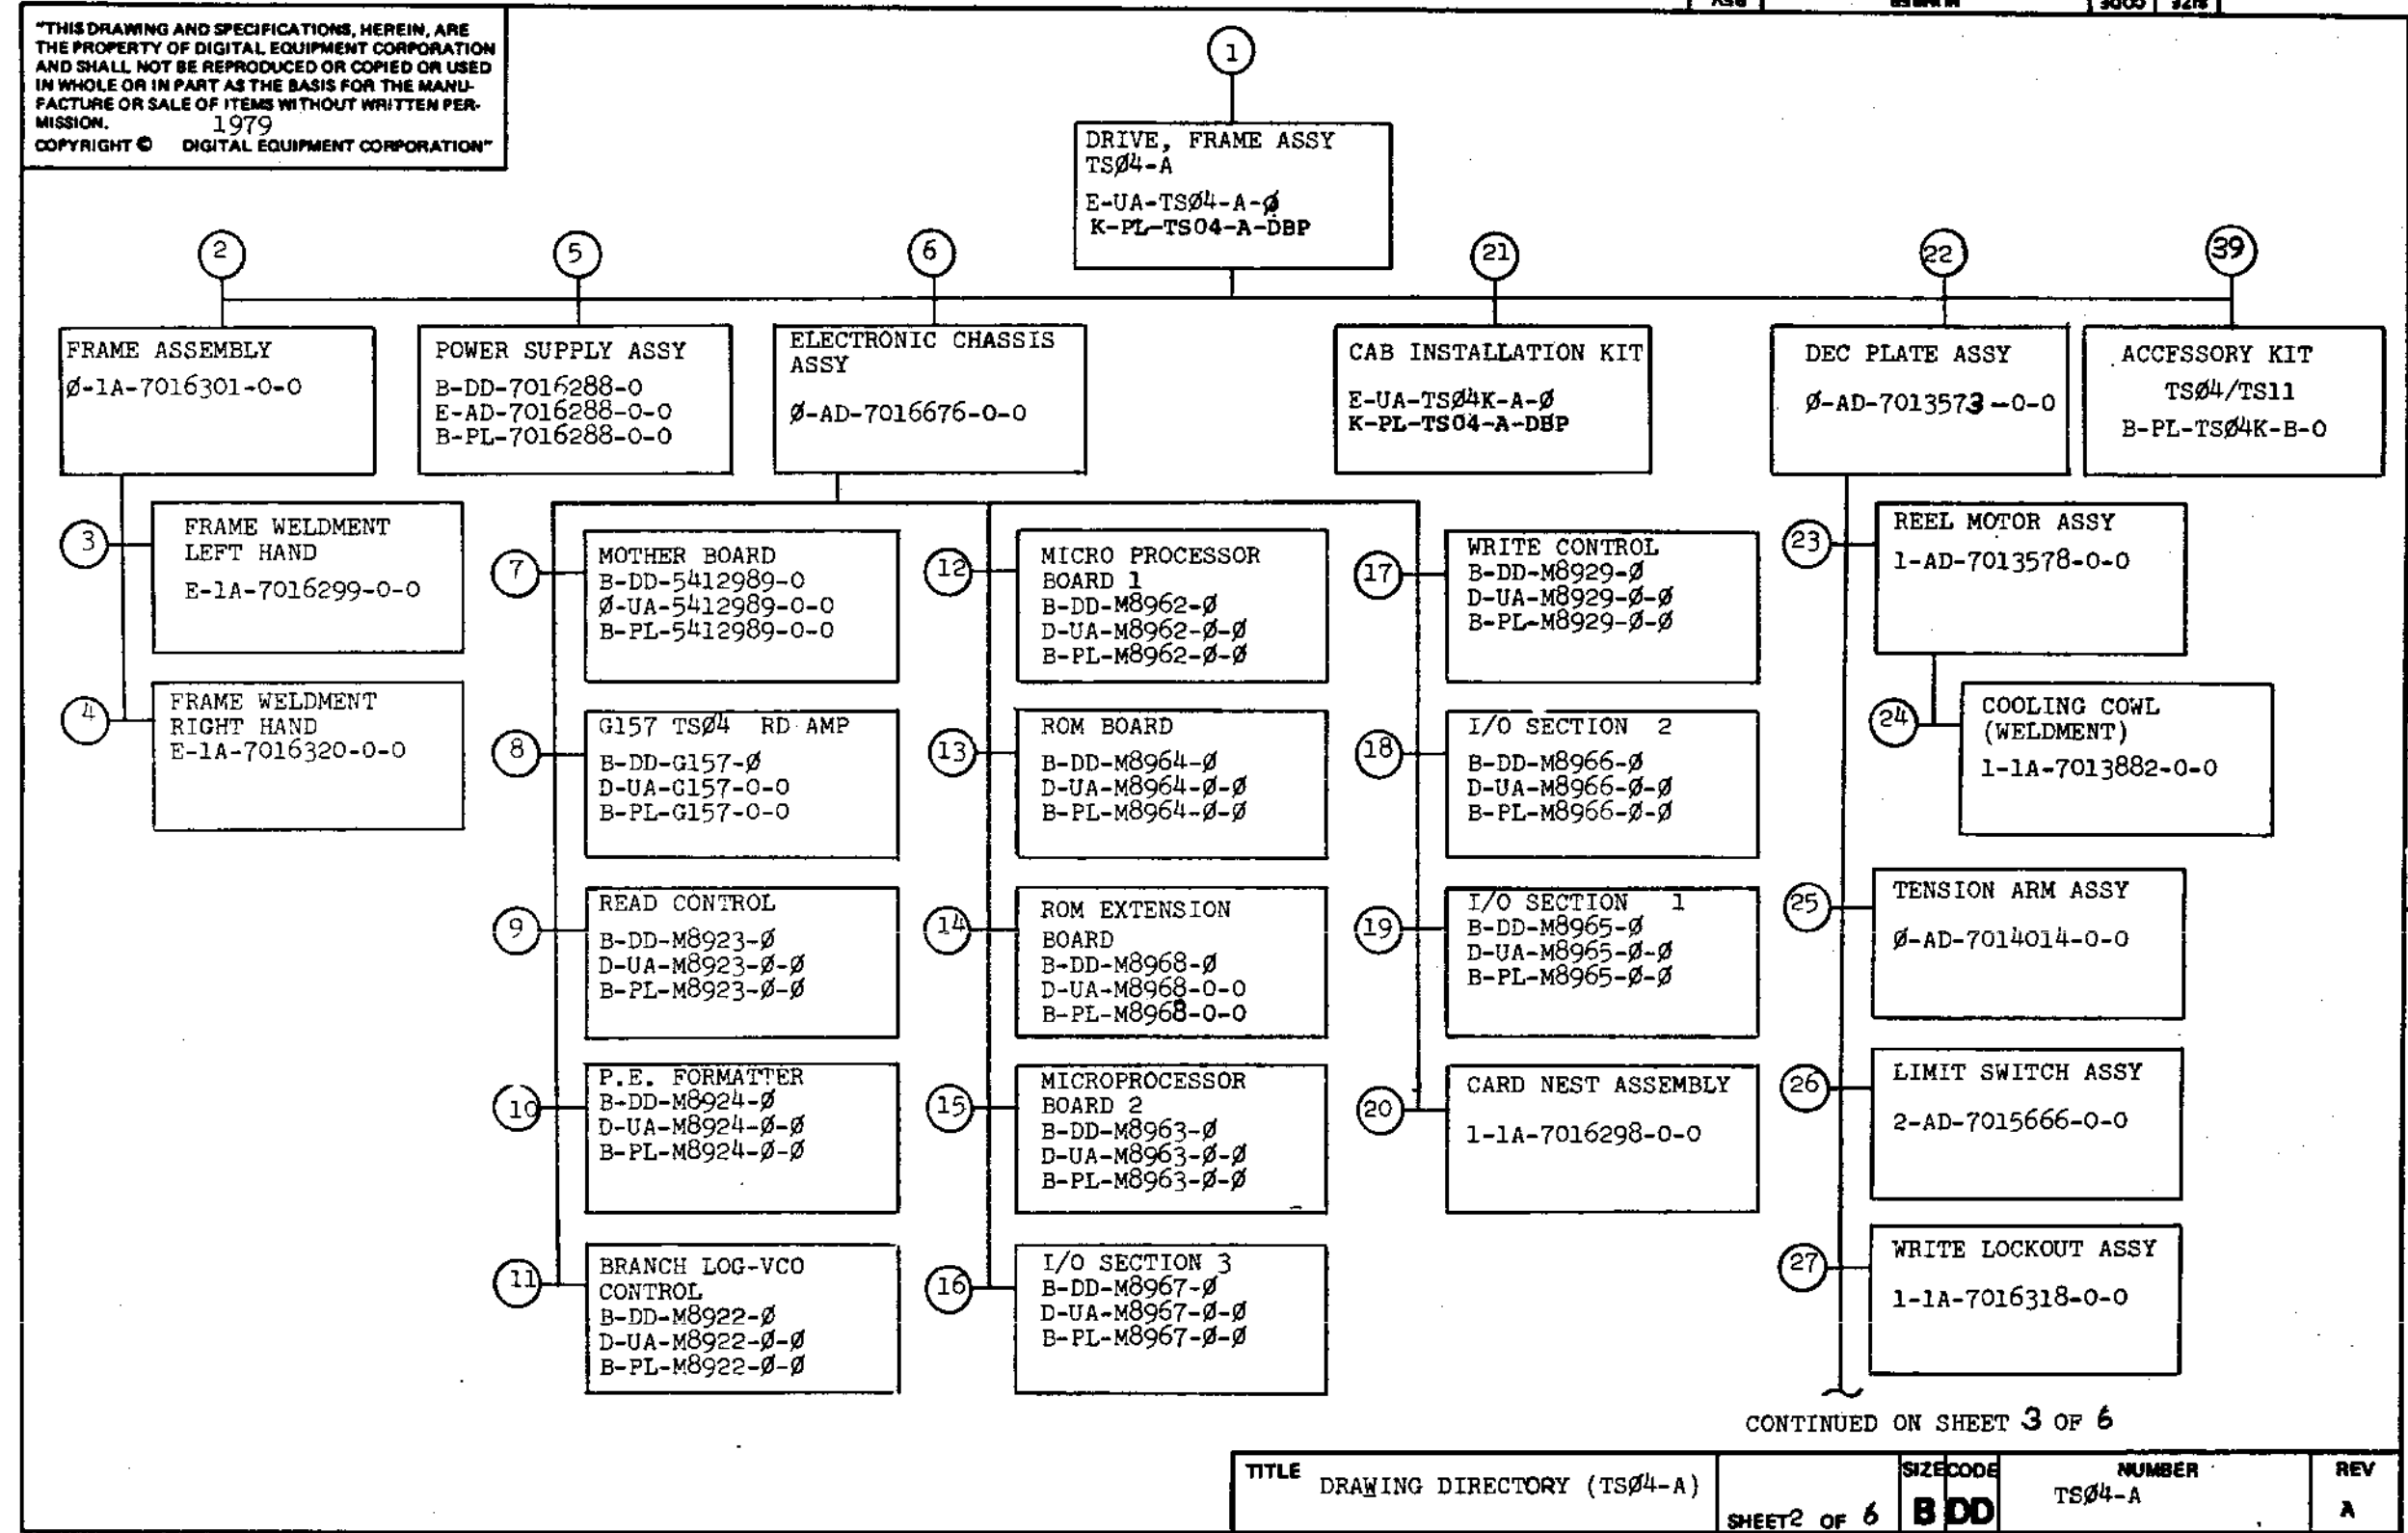 "THIS DRAWING AND SPECIFICATIONS, HEREIN, ARE
THE PROPERTY OF DIGITAL EQUIPMENT CORPORATION
AND SHALL NOT BE REPRODUCED OR COPIED OR USED
IN WHOLE OR IN PART AS THE BASIS FOR THE MANU-
FACTURE OR SALE OF ITEMS WITHOUT WRITTEN PER-
MISSION. 1979
COPYRIGHT © DIGITAL EQUIPMENT CORPORATION"
REV NUMBER CODE SIZE
1
DRIVE, FRAME ASSY
TSØ4-A
E-UA-TSØ4-A-Ø
K-PL-TS04-A-DBP
2
FRAME ASSEMBLY
Ø-1A-7016301-0-0
5
POWER SUPPLY ASSY
B-DD-7016288-0
E-AD-7016288-0-0
B-PL-7016288-0-0
6
ELECTRONIC CHASSIS
ASSY
Ø-AD-7016676-0-0
21
CAB INSTALLATION KIT
E-UA-TSØ4K-A-Ø
K-PL-TS04-A-DBP
22
DEC PLATE ASSY
Ø-AD-7013573-0-0
39
ACCFSSORY KIT
TSØ4/TS11
B-PL-TSØ4K-B-0
3
FRAME WELDMENT
LEFT HAND
E-1A-7016299-0-0
4
FRAME WELDMENT
RIGHT HAND
E-1A-7016320-0-0
7
MOTHER BOARD
B-DD-5412989-0
Ø-UA-5412989-0-0
B-PL-5412989-0-0
8
G157 TSØ4 RD AMP
B-DD-G157-Ø
D-UA-G157-0-0
B-PL-G157-0-0
9
READ CONTROL
B-DD-M8923-Ø
D-UA-M8923-Ø-Ø
B-PL-M8923-Ø-Ø
10
P.E. FORMATTER
B-DD-M8924-Ø
D-UA-M8924-Ø-Ø
B-PL-M8924-Ø-Ø
11
BRANCH LOG-VCO
CONTROL
B-DD-M8922-Ø
D-UA-M8922-Ø-Ø
B-PL-M8922-Ø-Ø
12
MICRO PROCESSOR
BOARD 1
B-DD-M8962-Ø
D-UA-M8962-Ø-Ø
B-PL-M8962-Ø-Ø
13
ROM BOARD
B-DD-M8964-Ø
D-UA-M8964-Ø-Ø
B-PL-M8964-Ø-Ø
14
ROM EXTENSION
BOARD
B-DD-M8968-Ø
D-UA-M8968-0-0
B-PL-M8968-0-0
15
MICROPROCESSOR
BOARD 2
B-DD-M8963-Ø
D-UA-M8963-Ø-Ø
B-PL-M8963-Ø-Ø
16
I/O SECTION 3
B-DD-M8967-Ø
D-UA-M8967-Ø-Ø
B-PL-M8967-Ø-Ø
17
WRITE CONTROL
B-DD-M8929-Ø
D-UA-M8929-Ø-Ø
B-PL-M8929-Ø-Ø
18
I/O SECTION 2
B-DD-M8966-Ø
D-UA-M8966-Ø-Ø
B-PL-M8966-Ø-Ø
19
I/O SECTION 1
B-DD-M8965-Ø
D-UA-M8965-Ø-Ø
B-PL-M8965-Ø-Ø
20
CARD NEST ASSEMBLY
1-1A-7016298-0-0
23
REEL MOTOR ASSY
1-AD-7013578-0-0
24
COOLING COWL
(WELDMENT)
1-1A-7013882-0-0
25
TENSION ARM ASSY
Ø-AD-7014014-0-0
26
LIMIT SWITCH ASSY
2-AD-7015666-0-0
27
WRITE LOCKOUT ASSY
1-1A-7016318-0-0
CONTINUED ON SHEET 3 OF 6
TITLE DRAWING DIRECTORY (TSØ4-A)
SHEET 2 OF 6
SIZE CODE
B DD
NUMBER
TSØ4-A
REV
A